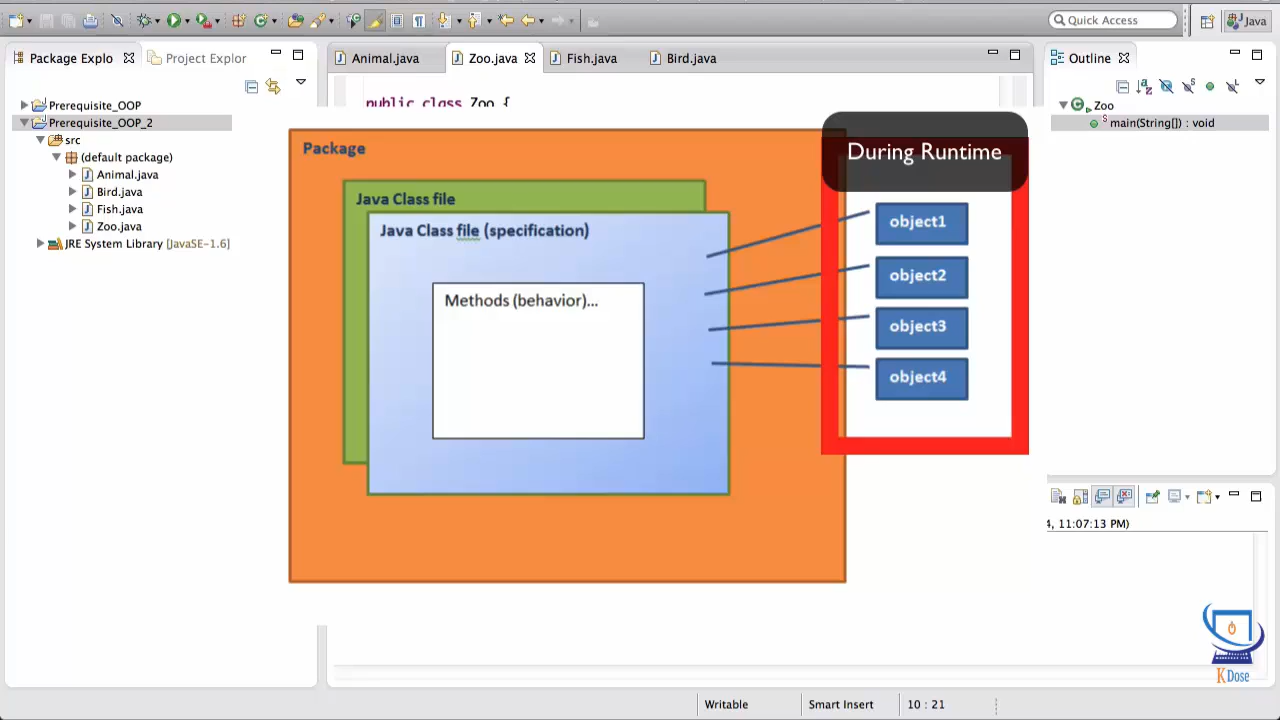 Quick Access
Java
Package Explo
Project Explor
Animal.java
Zoo.java
Fish.java
Bird.java
Outline
Prerequisite_OOP
Prerequisite_OOP_2
src
(default package)
Animal.java
Bird.java
Fish.java
Zoo.java
JRE System Library [JavaSE-1.6]
public class Zoo {
Zoo
main(String[]) : void
Package
Java Class file
Java Class file (specification)
Methods (behavior)...
During Runtime
object1
object2
object3
object4
4, 11:07:13 PM)
K Dose
Writable
Smart Insert
10 : 21